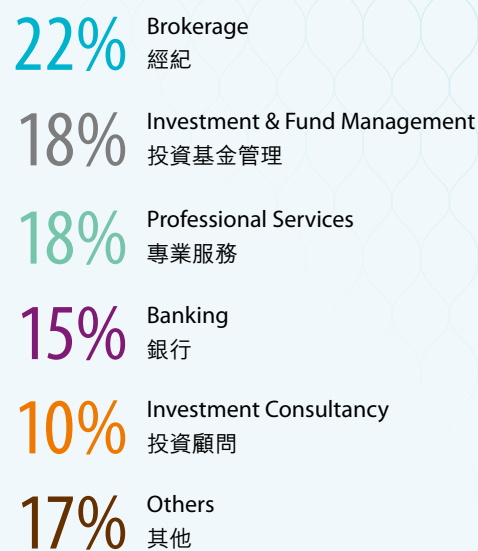 22% Brokerage
經紀
18% Investment & Fund Management
投資基金管理
18% Professional Services
專業服務
15% Banking
銀行
10% Investment Consultancy
投資顧問
17% Others
其他